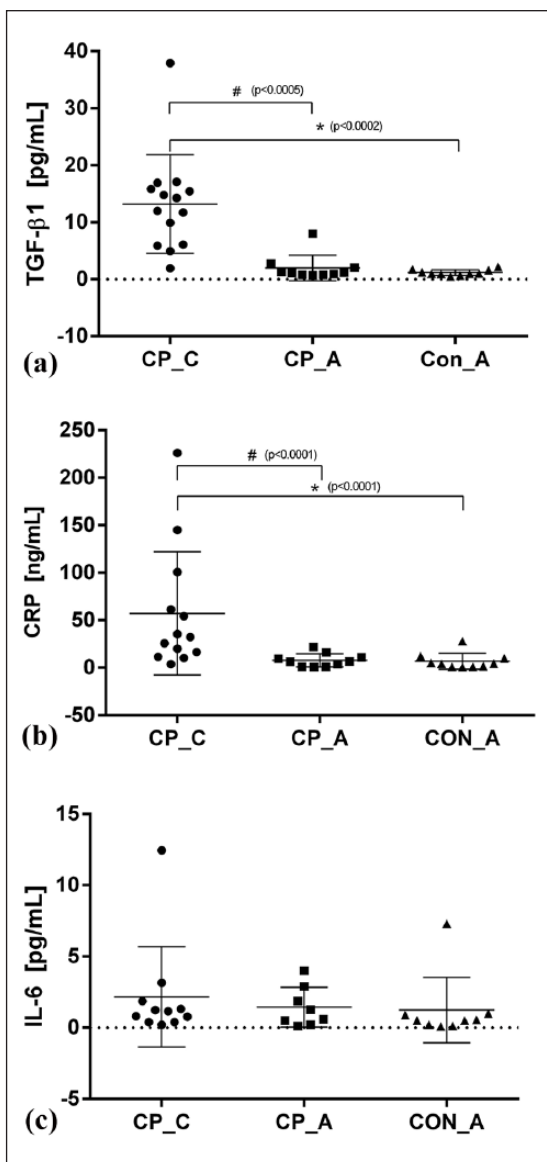 40
# (p<0.0005)
30
* (p<0.0002)
20
10
0
-10
TGF-β1 [pg/mL]
(a)
CP_C CP_A Con_A
250
# (p<0.0001)
200
* (p<0.0001)
150
100
50
0
-50
CRP [ng/mL]
(b)
CP_C CP_A CON_A
15
10
5
0
-5
IL-6 [pg/mL]
(c)
CP_C CP_A CON_A